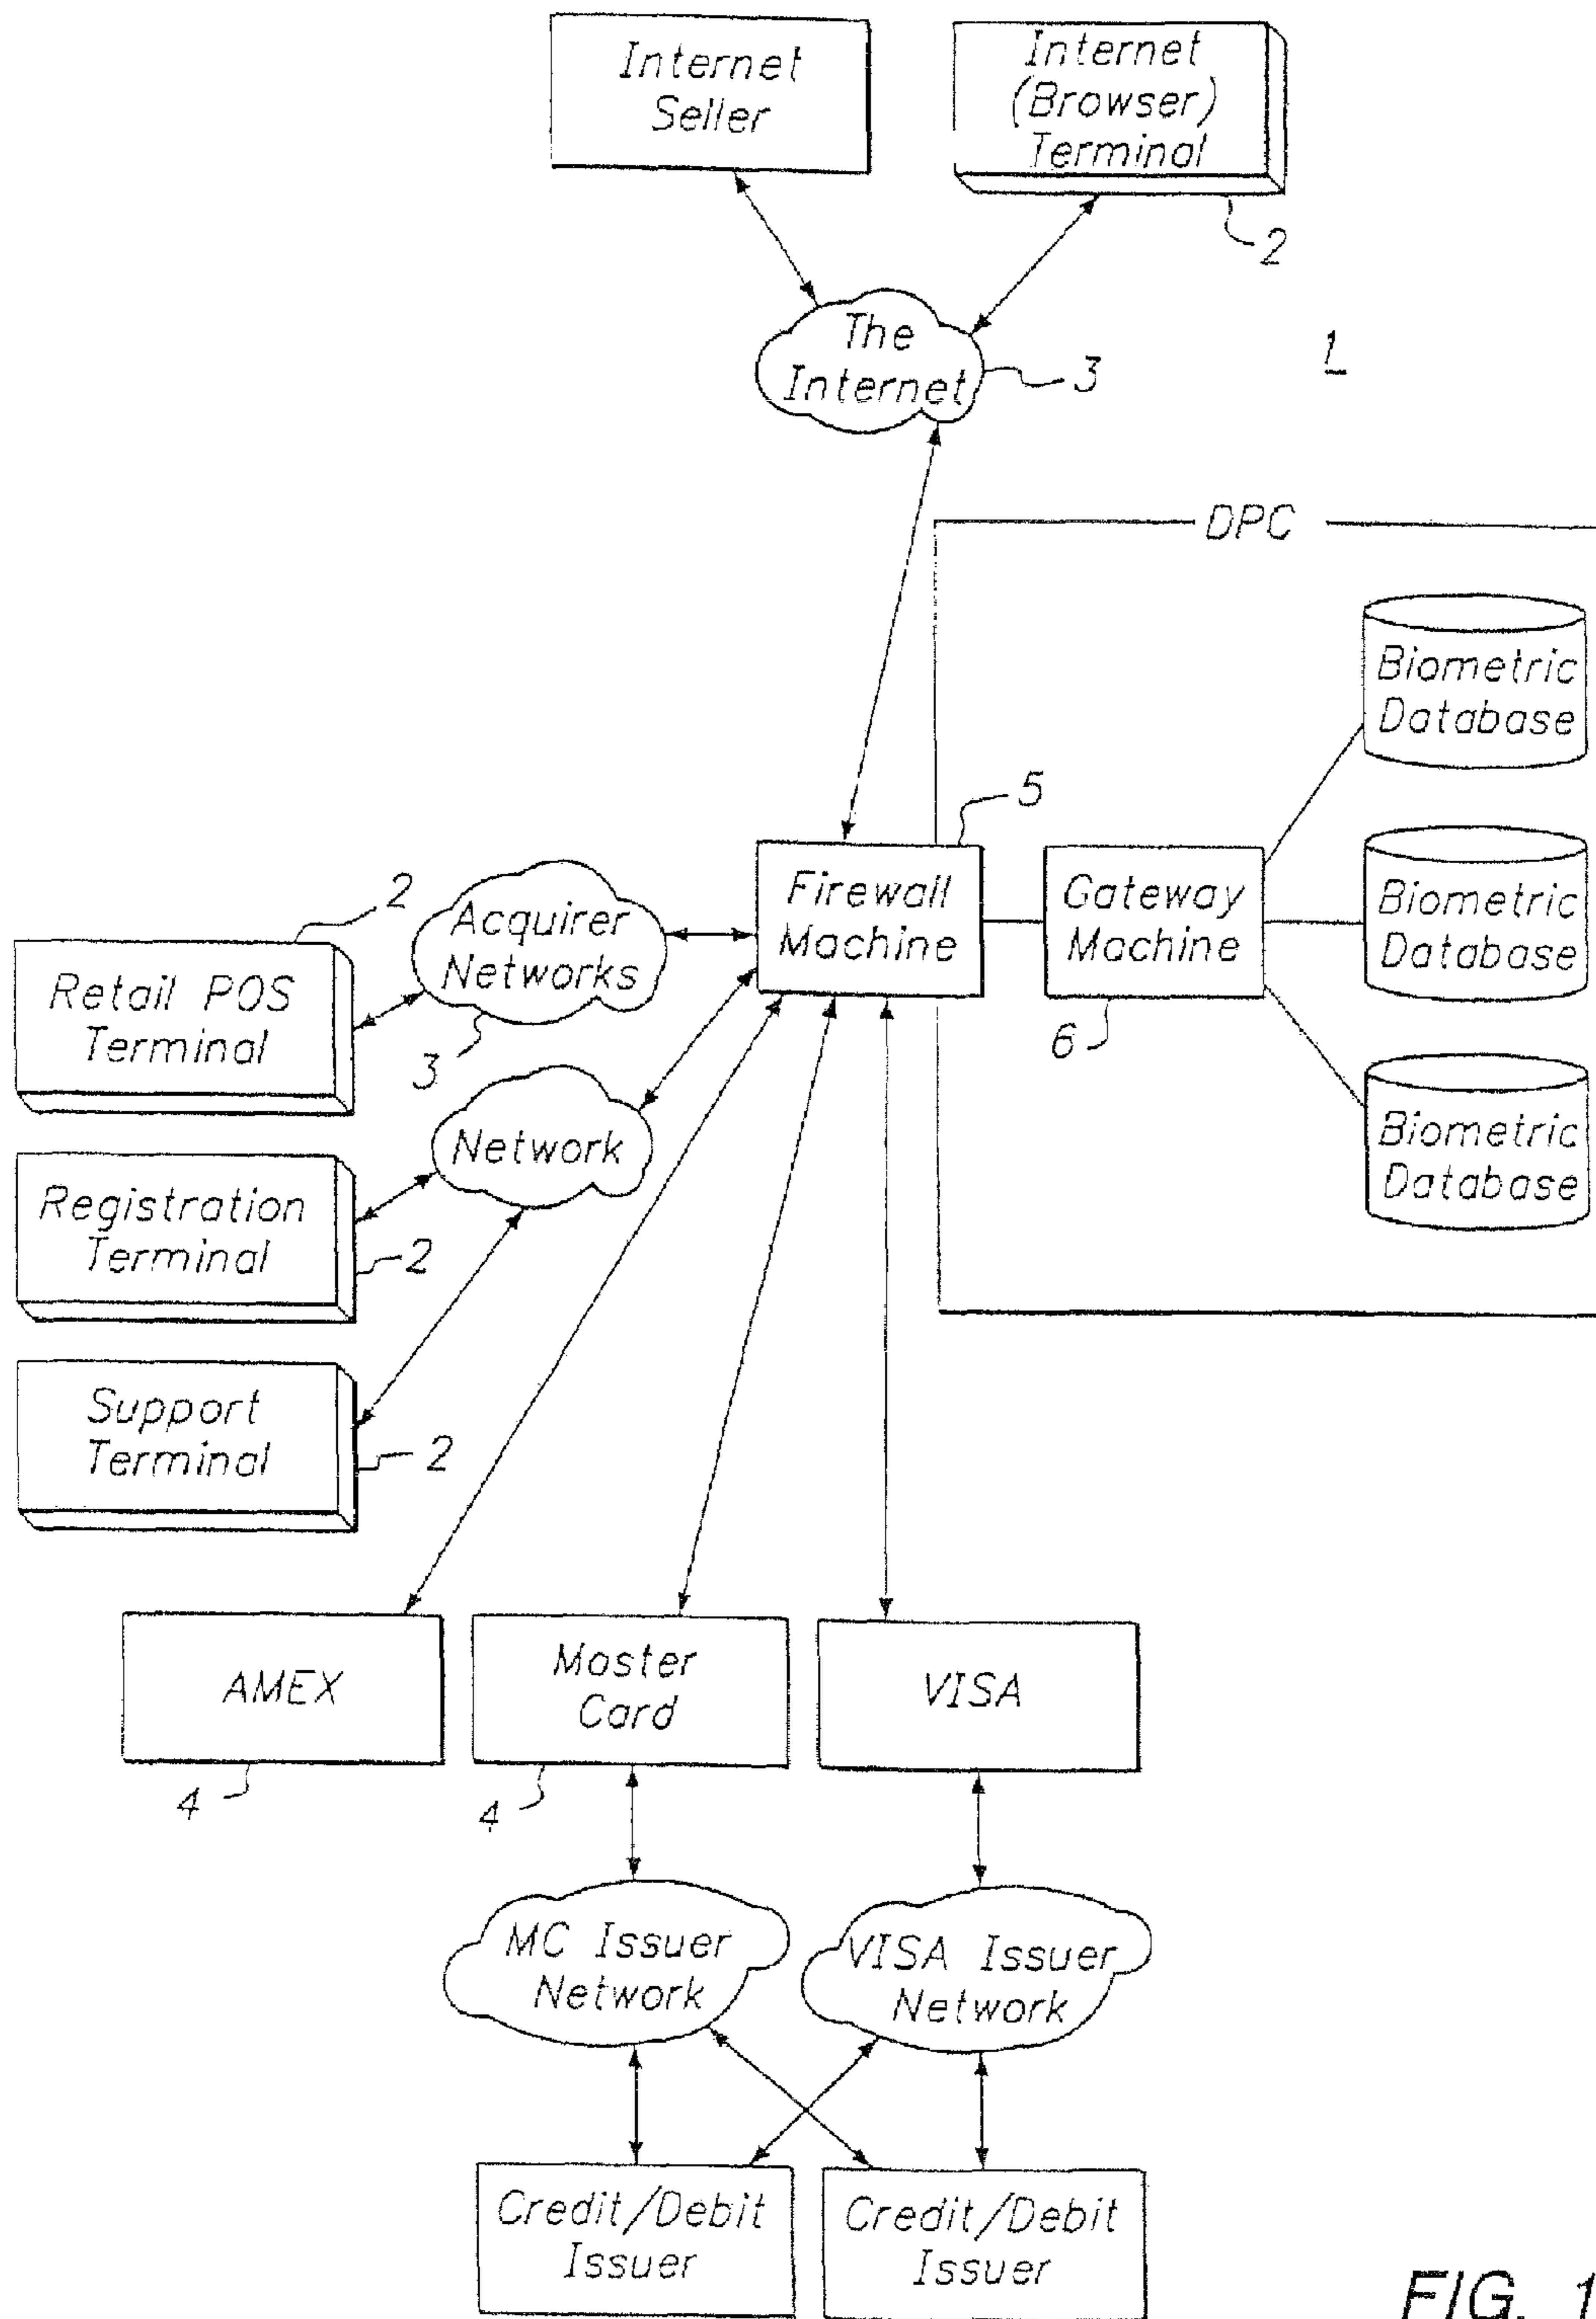 Internet
Seller
Internet
(Browser)
Terminal
2
The
Internet
3
1
DPC
Biometric
Database
5
Firewall
Machine
Gateway
Machine
6
Biometric
Database
Biometric
Database
2
Acquirer
Networks
3
Retail POS
Terminal
Network
Registration
Terminal
2
Support
Terminal
2
AMEX
4
Moster
Card
4
VISA
MC Issuer
Network
VISA Issuer
Network
Credit/Debit
Issuer
Credit/Debit
Issuer
FIG. 1